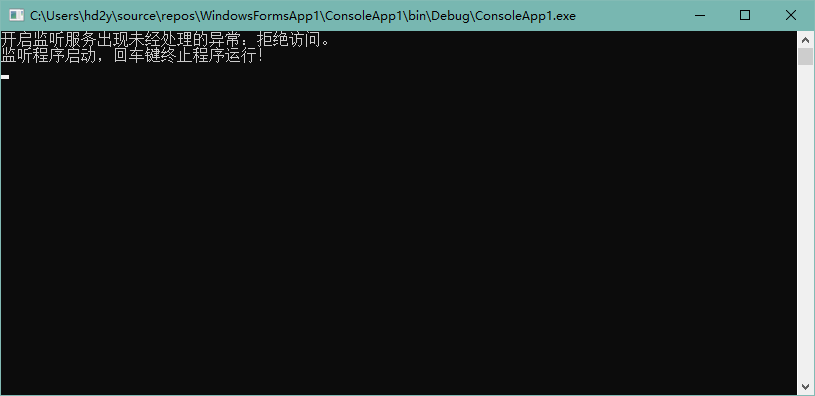 C:\Users\hd2y\source\repos\WindowsFormsApp1\ConsoleApp1\bin\Debug\ConsoleApp1.exe
开启监听服务出现未经处理的异常：拒绝访问。
监听程序启动，回车键终止程序运行！